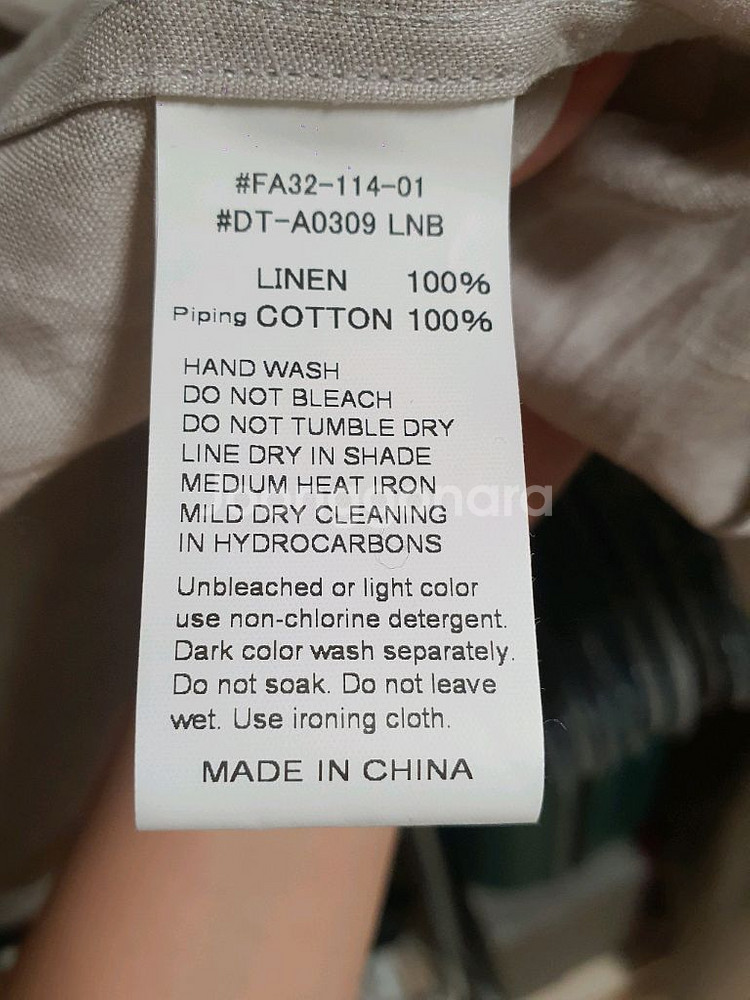 #FA32-114-01
#DT-A0309 LNB
LINEN 100%
Piping COTTON 100%
HAND WASH
DO NOT BLEACH
DO NOT TUMBLE DRY
LINE DRY IN SHADE
MEDIUM HEAT IRON
MILD DRY CLEANING
IN HYDROCARBONS
Unbleached or light color
use non-chlorine detergent.
Dark color wash separately.
Do not soak. Do not leave
wet. Use ironing cloth.
MADE IN CHINA